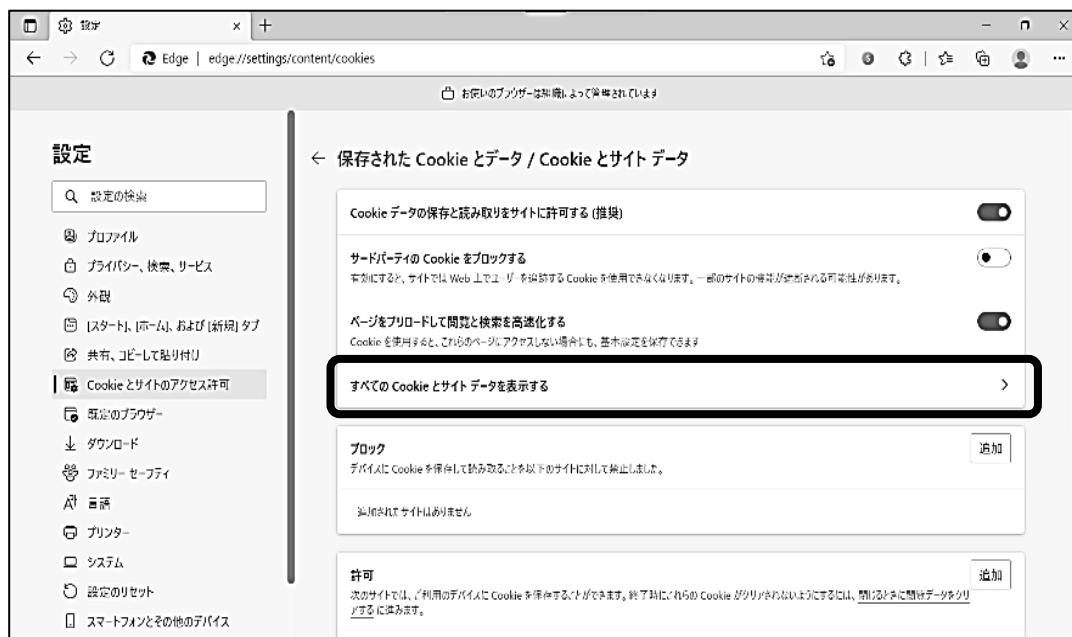 設定
Edge | edge://settings/content/cookies
お使いのブラウザーは組織によって管理されています
設定
設定の検索
プロファイル
プライバシー、検索、サービス
外観
[スタート]、[ホーム]、および [新規] タブ
共有、コピーして貼り付け
Cookie とサイトのアクセス許可
既定のブラウザー
ダウンロード
ファミリー セーフティ
言語
プリンター
システム
設定のリセット
スマートフォンとその他のデバイス
保存された Cookie とデータ / Cookie とサイト データ
Cookie データの保存と読み取りをサイトに許可する (推奨)
サードパーティの Cookie をブロックする
有効にすると、サイトでは Web 上でユーザーを追跡する Cookie を使用できなくなります。一部のサイトの機能が遮断される可能性があります。
ページをプリロードして閲覧と検索を高速化する
Cookie を使用すると、これらのページにアクセスしない場合にも、基本設定を保存できます
すべての Cookie とサイト データを表示する
ブロック
追加
デバイスに Cookie を保存して読み取ることを以下のサイトに対して禁止しました。
追加されたサイトはありません
許可
追加
次のサイトでは、ご利用のデバイスに Cookie を保存することができます。終了時にこれらの Cookie がクリアされないようにするには、閉じるときに閲覧データをクリ
アする に進みます。